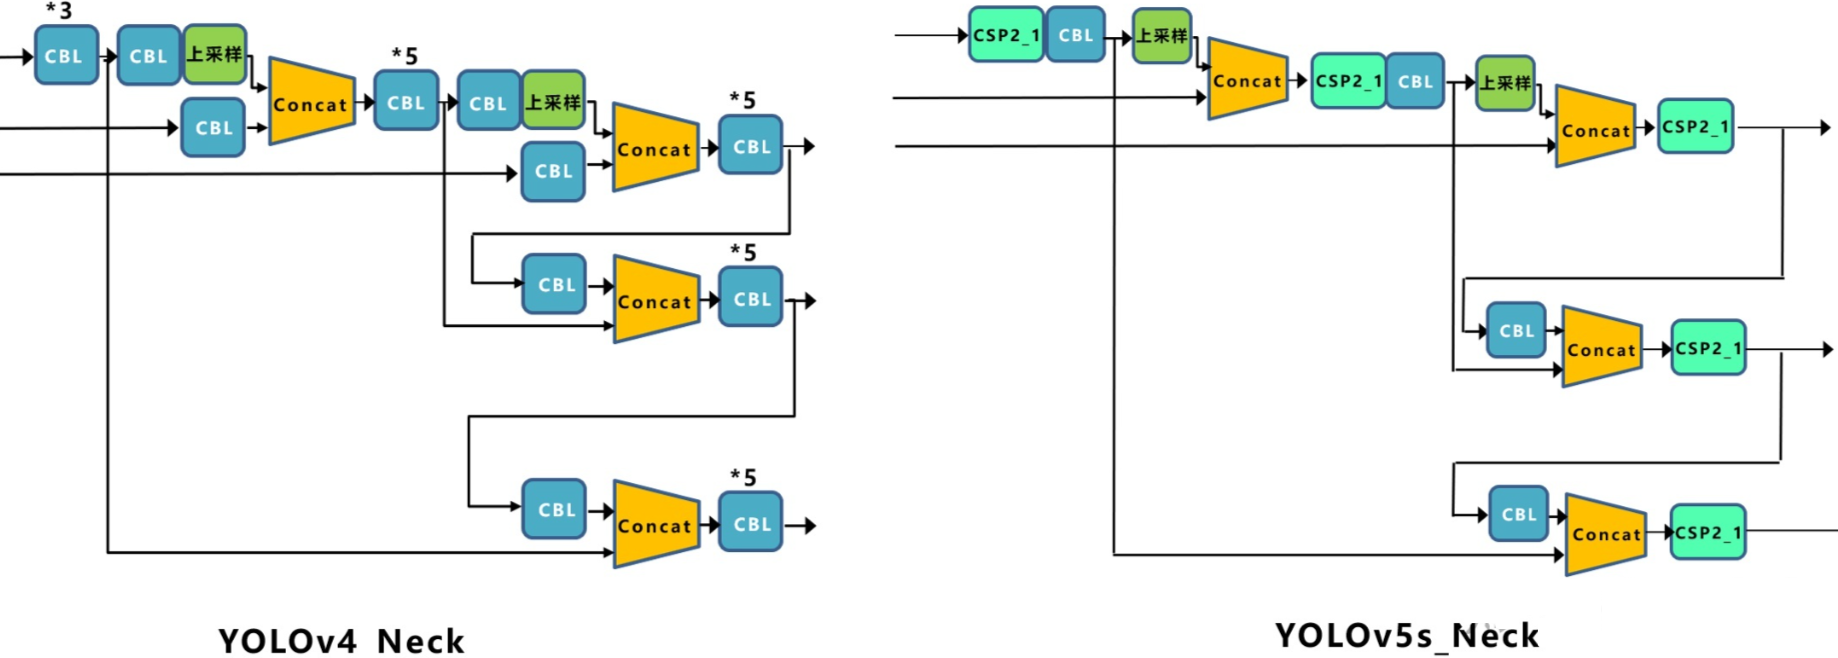 *3
CBL
CBL
上采样
CBL
Concat
*5
CBL
CBL
上采样
CBL
Concat
*5
CBL
CBL
Concat
*5
CBL
CBL
Concat
*5
CBL
YOLOv4 Neck
CSP2_1
CBL
上采样
Concat
CSP2_1
CBL
上采样
Concat
CSP2_1
CBL
Concat
CSP2_1
CBL
Concat
CSP2_1
YOLOv5s_Neck